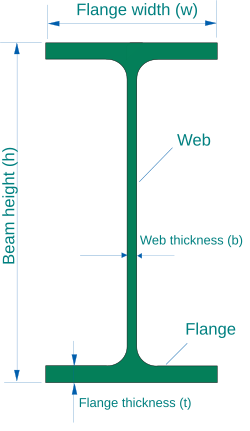 Flange width (w)
Beam height (h)
Web
Web thickness (b)
Flange
Flange thickness (t)